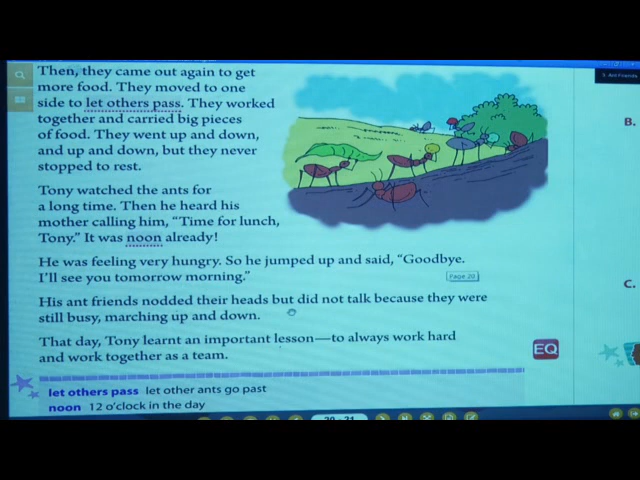 Then, they came out again to get
more food. They moved to one
side to let others pass. They worked
together and carried big pieces
of food. They went up and down,
and up and down, but they never
stopped to rest.
Tony watched the ants for
a long time. Then he heard his
mother calling him, “Time for lunch,
Tony.” It was noon already!
He was feeling very hungry. So he jumped up and said, “Goodbye.
I’ll see you tomorrow morning.”
Page 20
His ant friends nodded their heads but did not talk because they were
still busy, marching up and down.
That day, Tony learnt an important lesson—to always work hard
and work together as a team.
EQ
let others pass let other ants go past
noon 12 o’clock in the day
20 - 21
Ant Friends
B.
C.